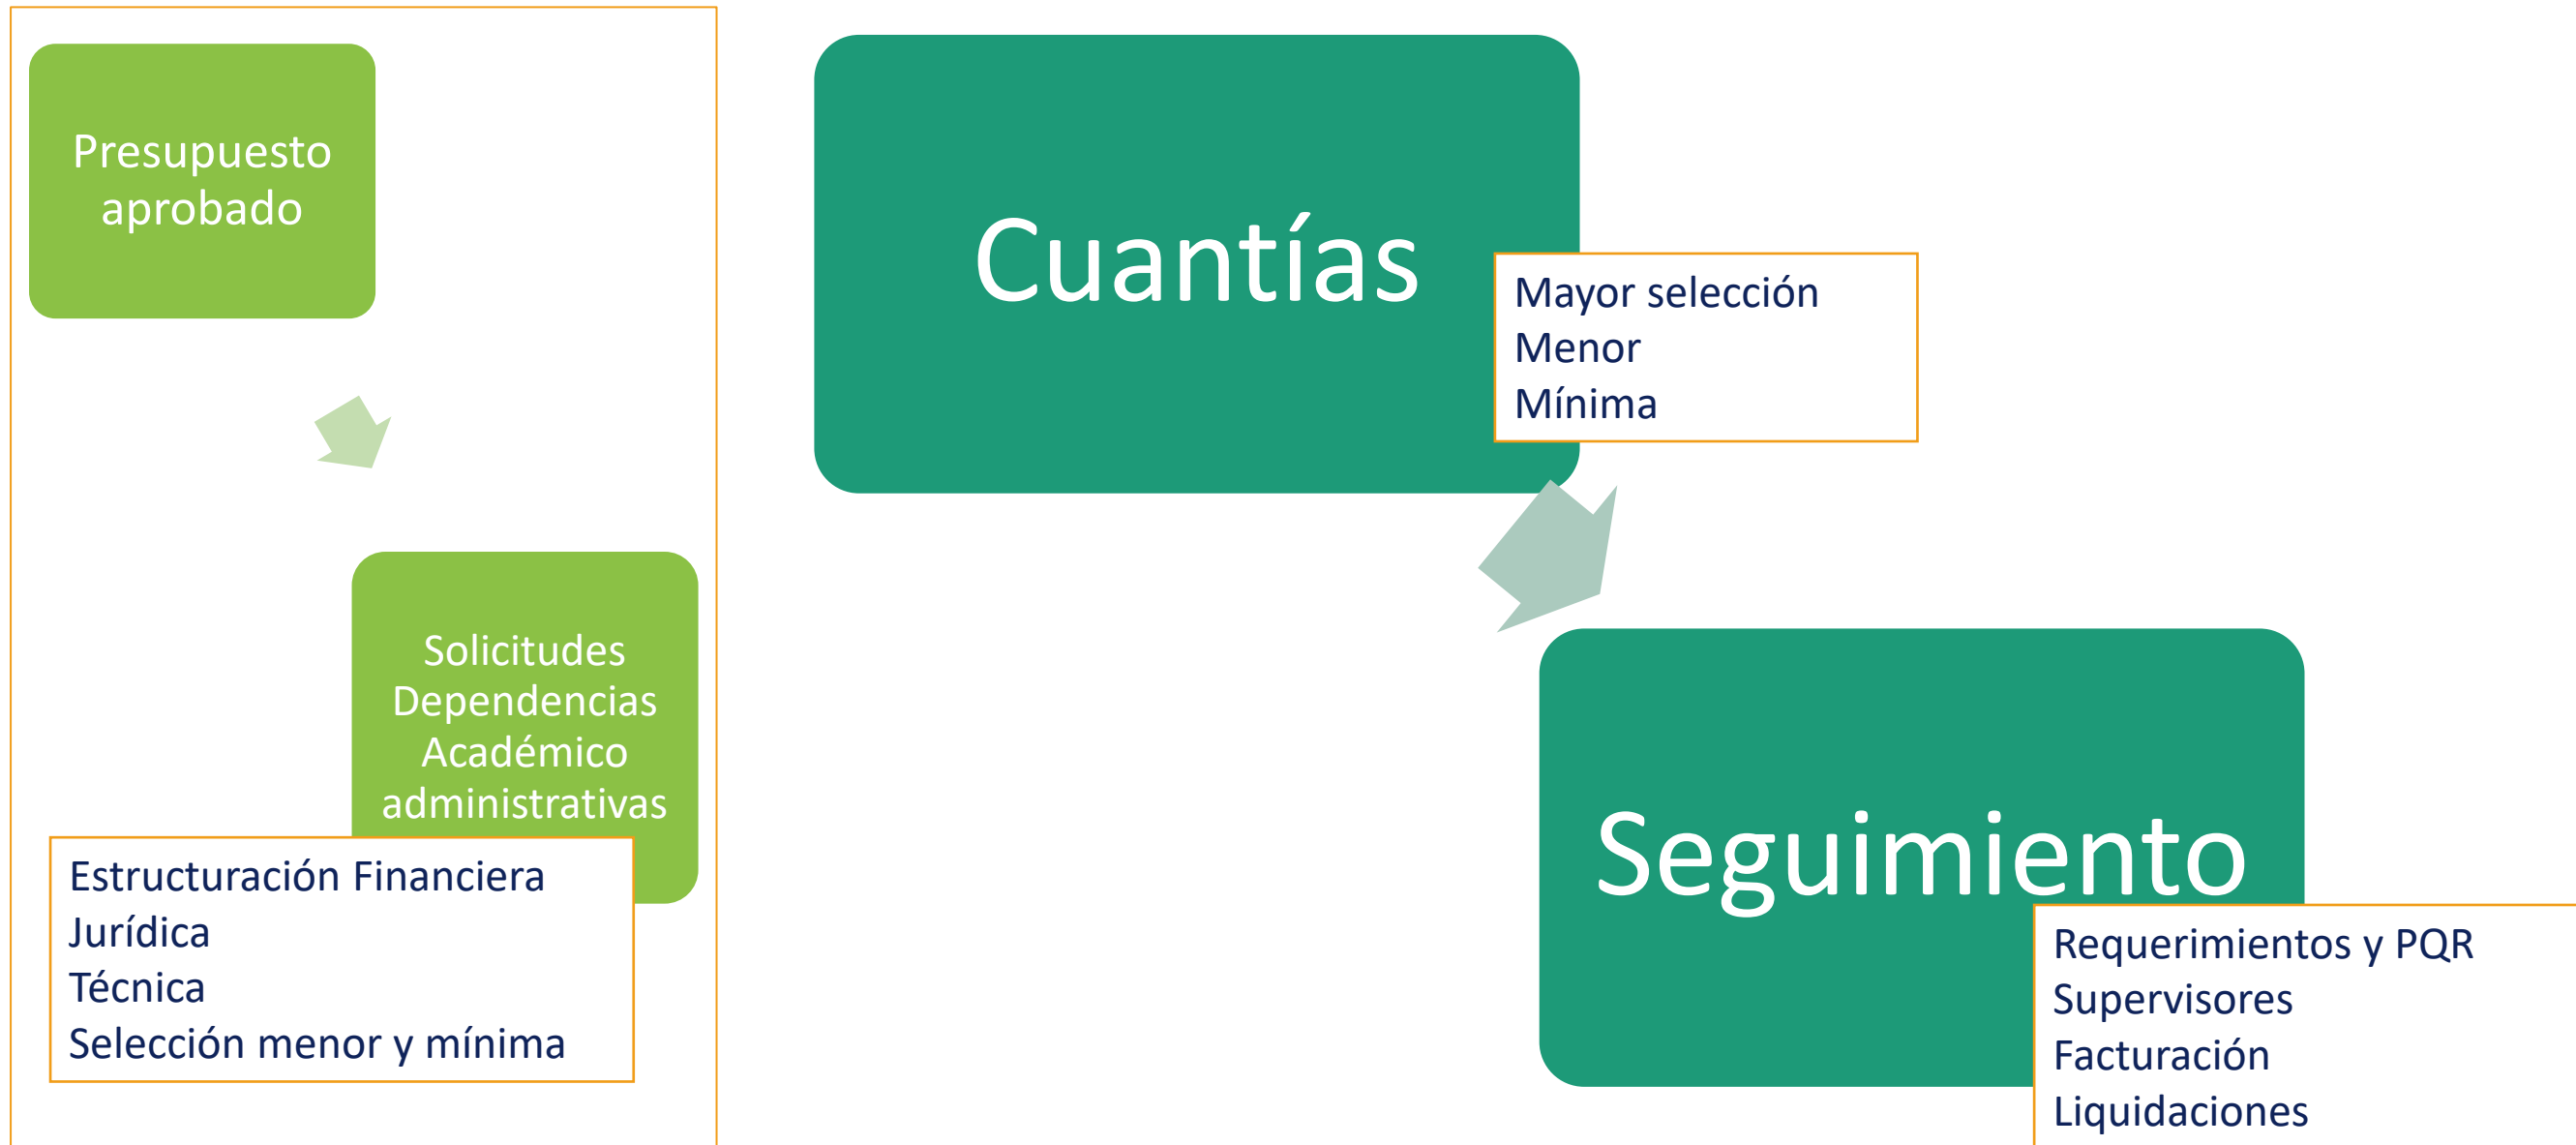 Presupuesto
aprobado
Solicitudes
Dependencias
Académico
administrativas
Estructuración Financiera
Jurídica
Técnica
Selección menor y mínima
Cuantías
Mayor selección
Menor
Mínima
Seguimiento
Requerimientos y PQR
Supervisores
Facturación
Liquidaciones